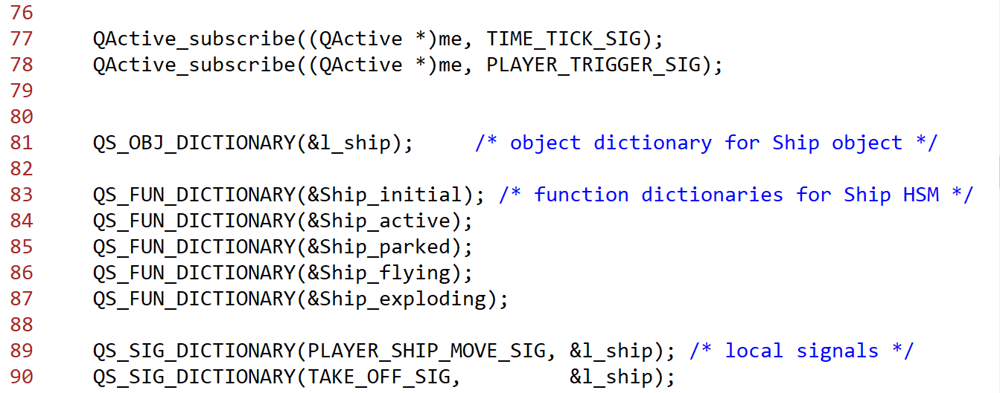 76
77     QActive_subscribe((QActive *)me, TIME_TICK_SIG);
78     QActive_subscribe((QActive *)me, PLAYER_TRIGGER_SIG);
79
80
81     QS_OBJ_DICTIONARY(&l_ship);     /* object dictionary for Ship object */
82
83     QS_FUN_DICTIONARY(&Ship_initial); /* function dictionaries for Ship HSM */
84     QS_FUN_DICTIONARY(&Ship_active);
85     QS_FUN_DICTIONARY(&Ship_parked);
86     QS_FUN_DICTIONARY(&Ship_flying);
87     QS_FUN_DICTIONARY(&Ship_exploding);
88
89     QS_SIG_DICTIONARY(PLAYER_SHIP_MOVE_SIG, &l_ship); /* local signals */
90     QS_SIG_DICTIONARY(TAKE_OFF_SIG,         &l_ship);